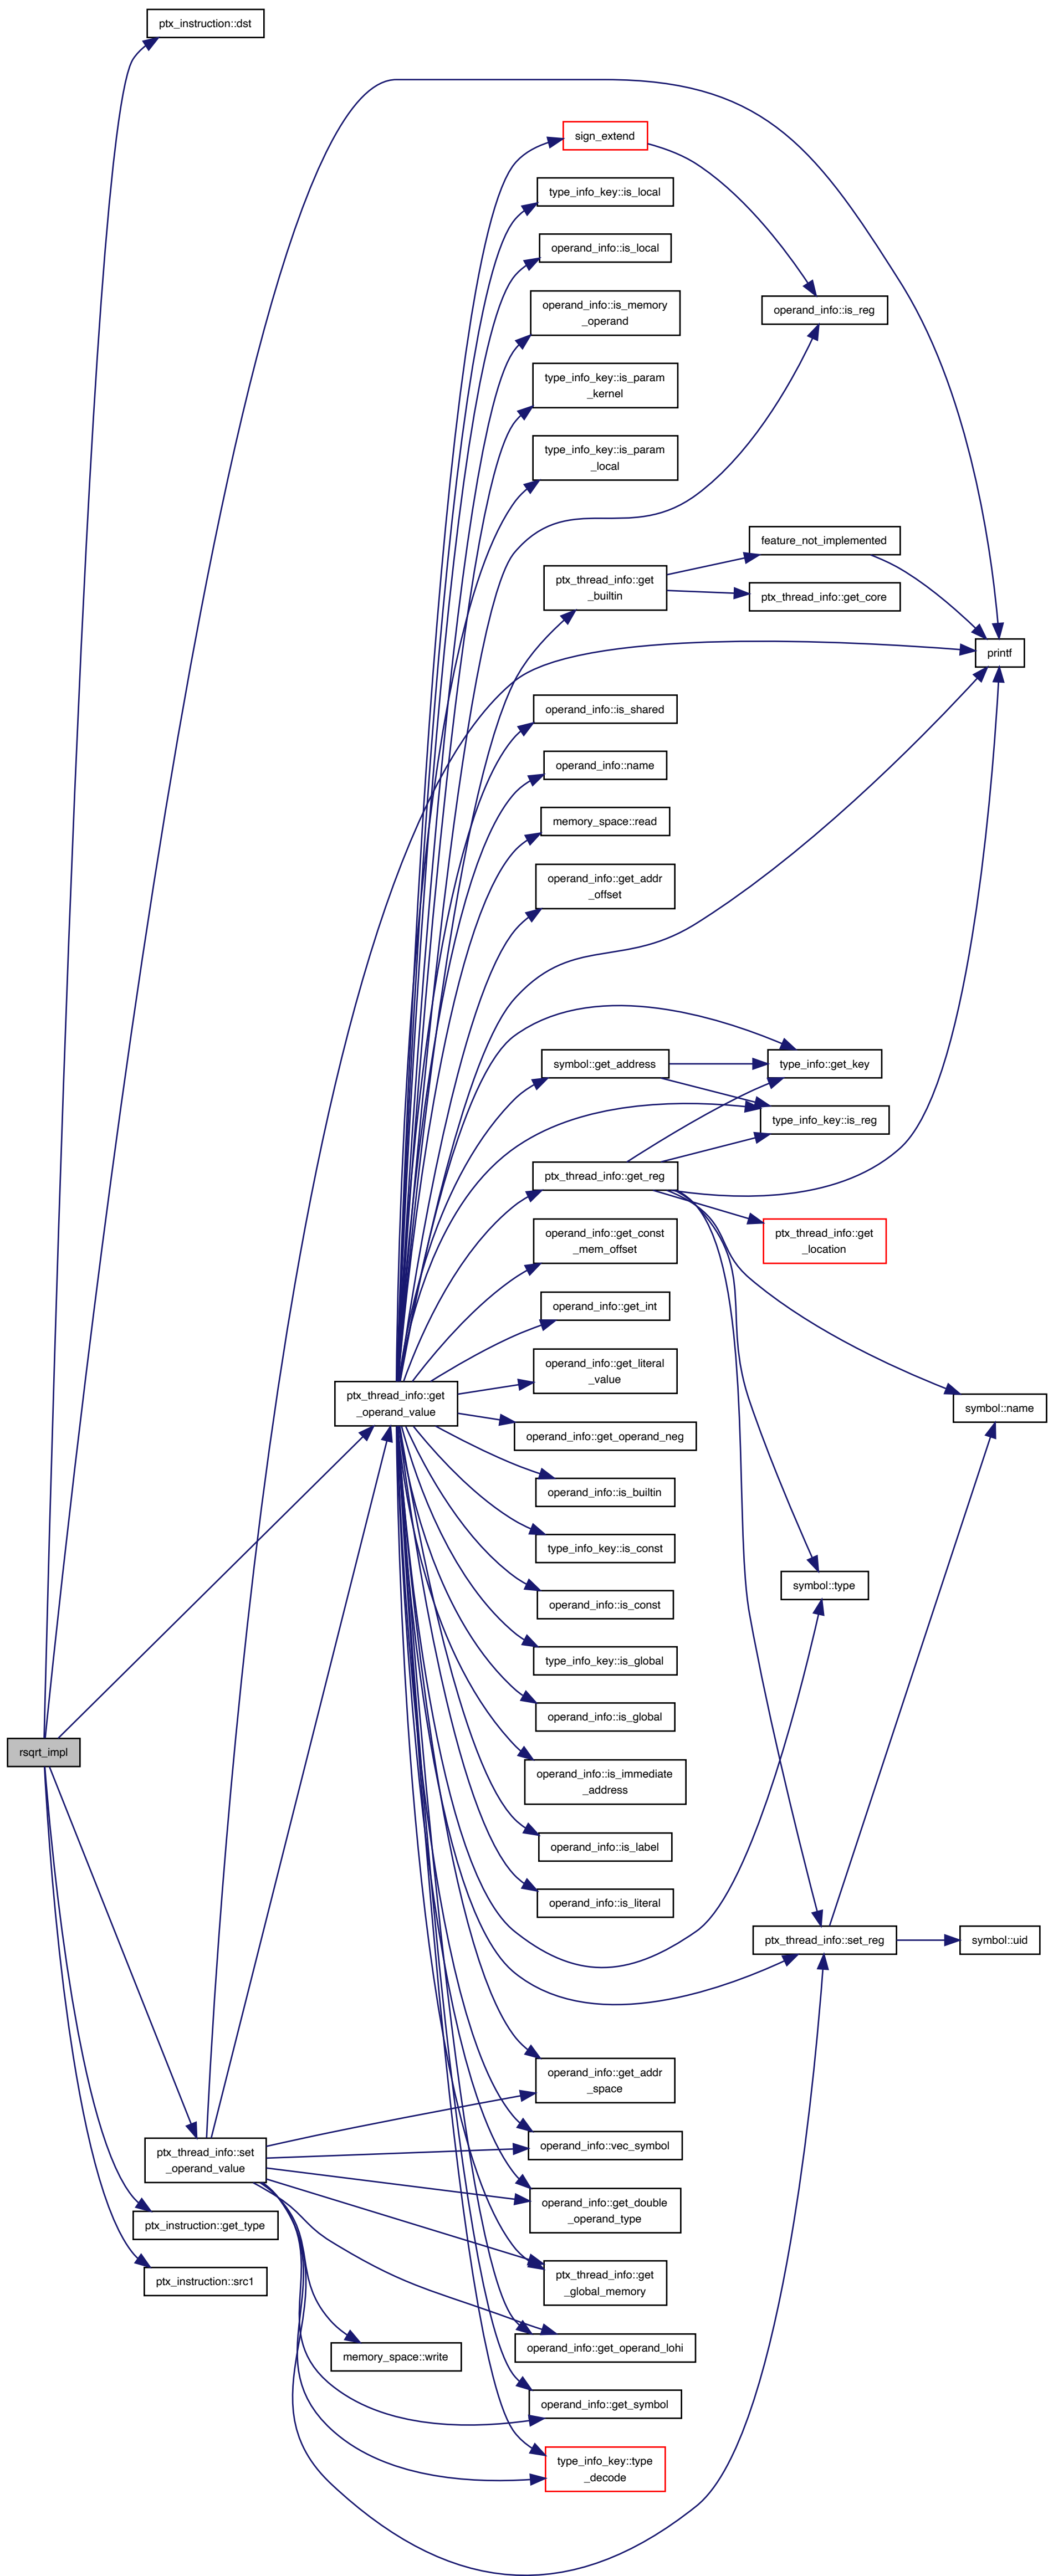 ptx_instruction::dst
sign_extend
type_info_key::is_local
operand_info::is_local
operand_info::is_memory
_operand
operand_info::is_reg
type_info_key::is_param
_kernel
type_info_key::is_param
_local
feature_not_implemented
ptx_thread_info::get
_builtin
ptx_thread_info::get_core
printf
operand_info::is_shared
operand_info::name
memory_space::read
operand_info::get_addr
_offset
symbol::get_address
type_info::get_key
type_info_key::is_reg
ptx_thread_info::get_reg
operand_info::get_const
_mem_offset
ptx_thread_info::get
_location
operand_info::get_int
operand_info::get_literal
_value
ptx_thread_info::get
_operand_value
symbol::name
operand_info::get_operand_neg
operand_info::is_builtin
type_info_key::is_const
symbol::type
operand_info::is_const
type_info_key::is_global
operand_info::is_global
rsqrt_impl
operand_info::is_immediate
_address
operand_info::is_label
operand_info::is_literal
ptx_thread_info::set_reg
symbol::uid
operand_info::get_addr
_space
ptx_thread_info::set
_operand_value
operand_info::vec_symbol
operand_info::get_double
_operand_type
ptx_instruction::get_type
ptx_instruction::src1
ptx_thread_info::get
_global_memory
operand_info::get_operand_lohi
memory_space::write
operand_info::get_symbol
type_info_key::type
_decode